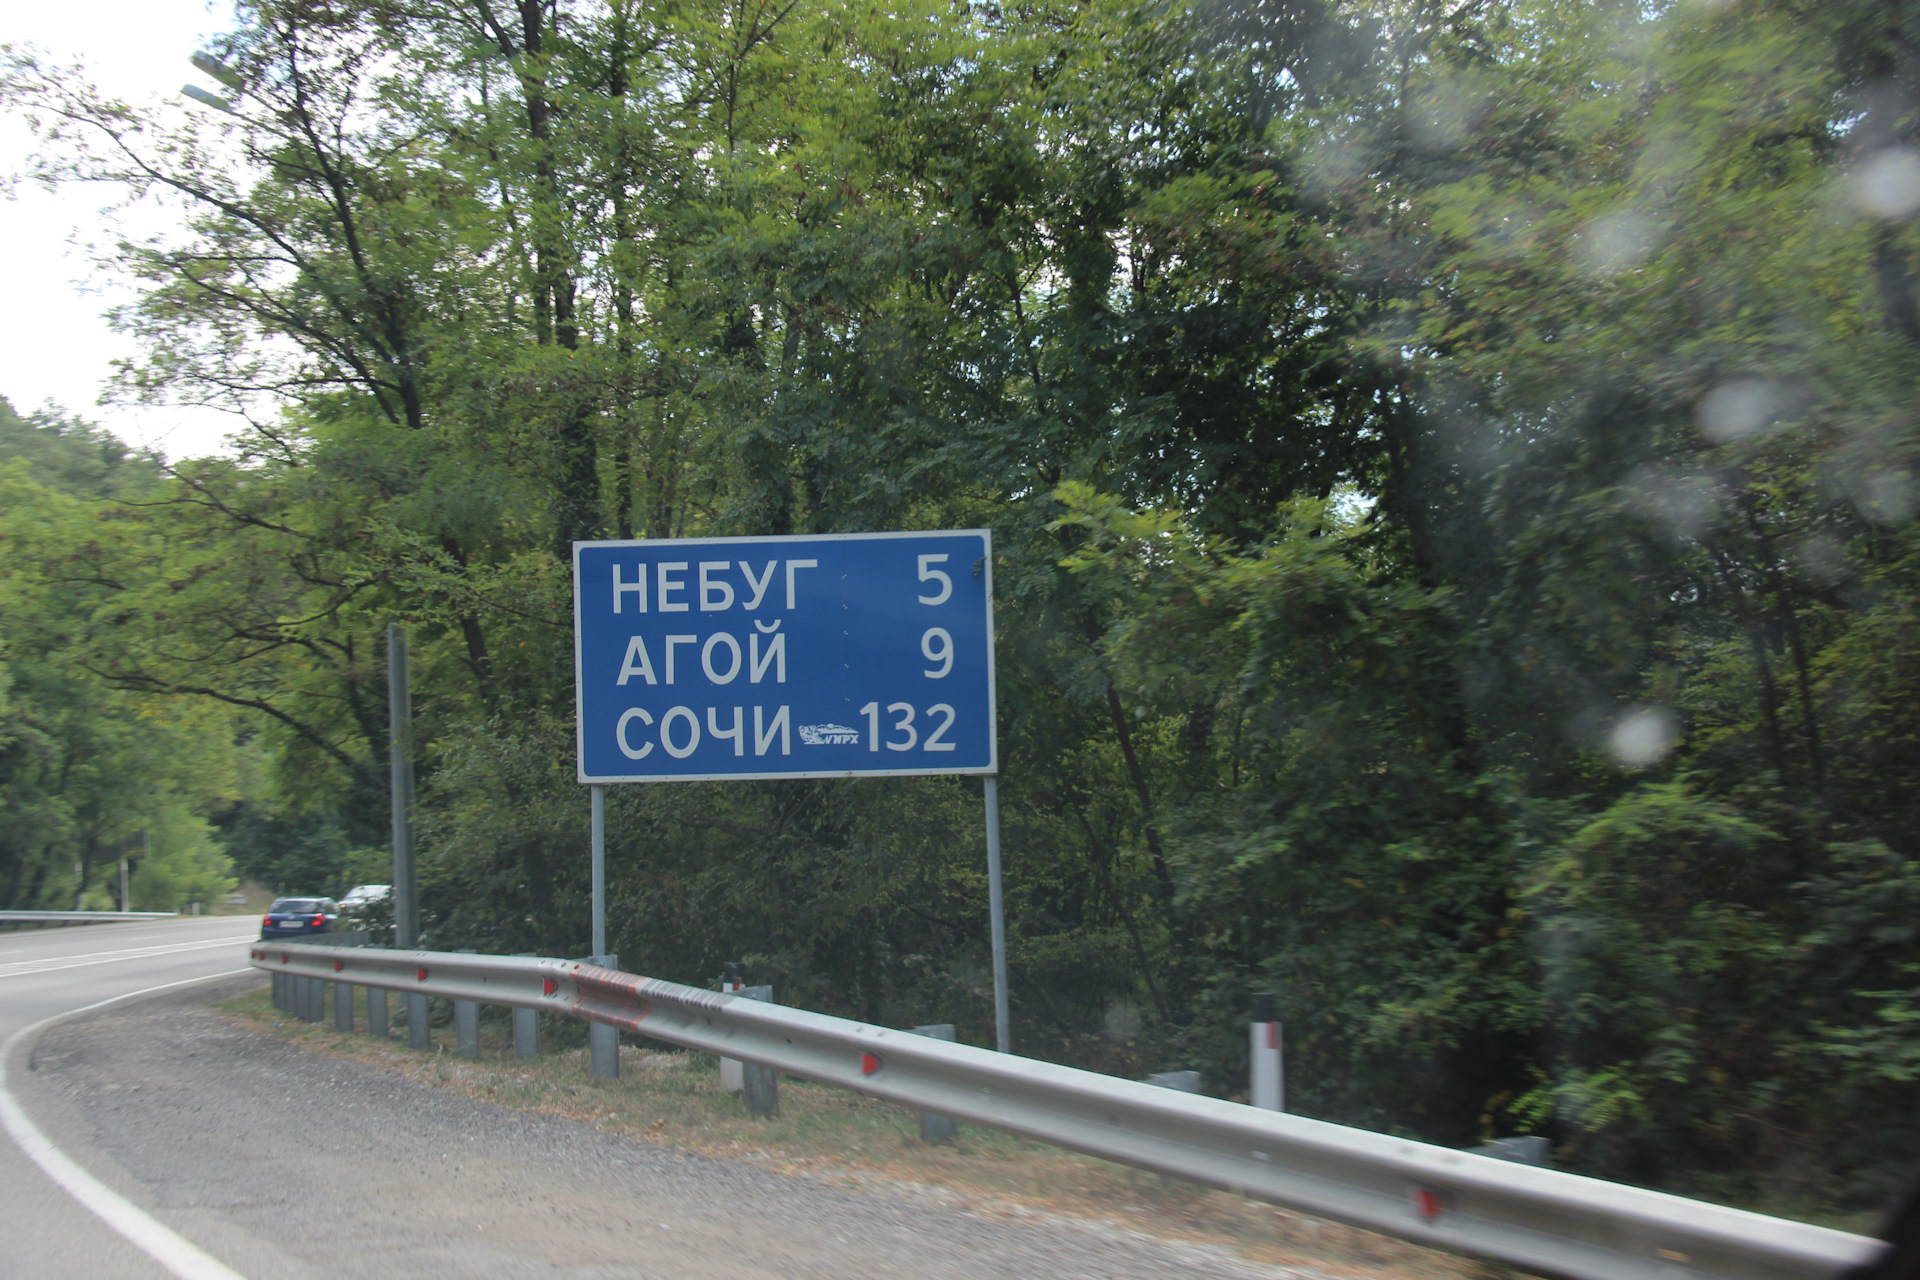 НЕБУГ 5
АГОЙ 9
СОЧИ 132